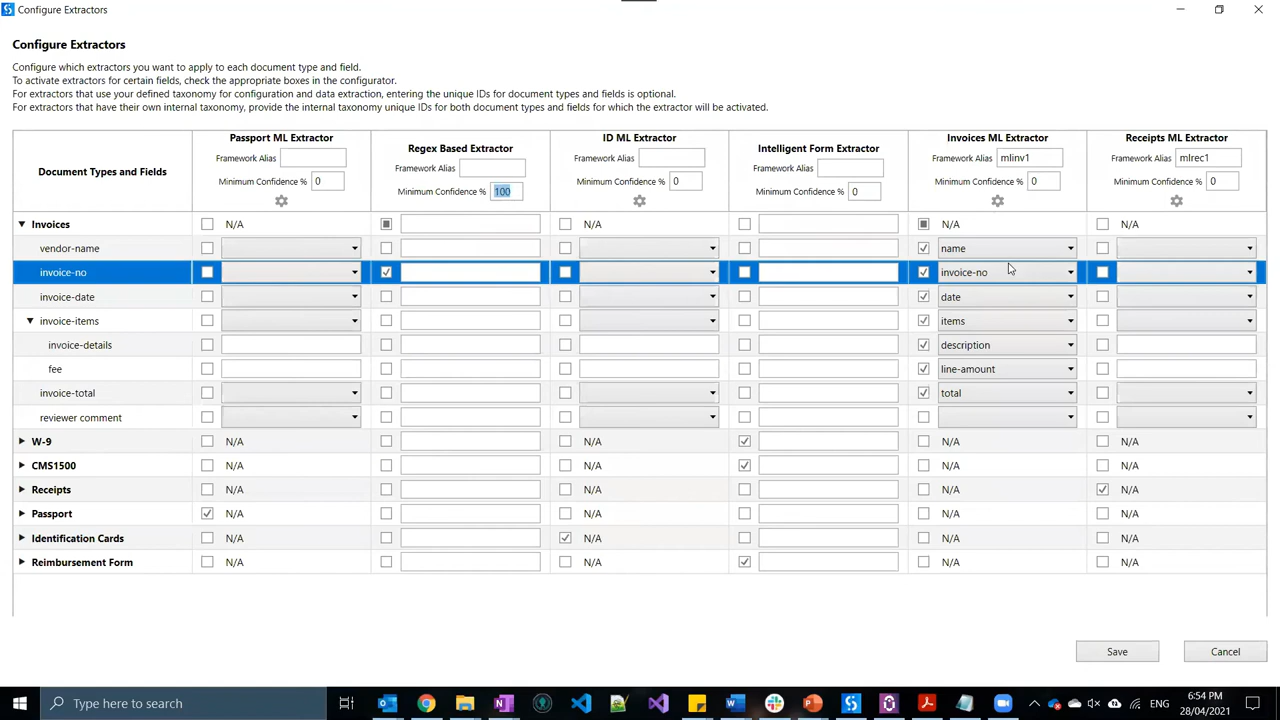 Configure Extractors
Configure Extractors
Configure which extractors you want to apply to each document type and field.
To activate extractors for certain fields, check the appropriate boxes in the configurator.
For extractors that use your defined taxonomy for configuration and data extraction, entering the unique IDs for document types and fields is optional.
For extractors that have their own internal taxonomy, provide the internal taxonomy unique IDs for both document types and fields for which the extractor will be activated.
Document Types and Fields
Passport ML Extractor
Framework Alias
Minimum Confidence % 0
Regex Based Extractor
Framework Alias
Minimum Confidence % 100
ID ML Extractor
Framework Alias
Minimum Confidence % 0
Intelligent Form Extractor
Framework Alias
Minimum Confidence % 0
Invoices ML Extractor
Framework Alias mlinv1
Minimum Confidence % 0
Receipts ML Extractor
Framework Alias mlrec1
Minimum Confidence % 0
Invoices N/A N/A N/A N/A
vendor-name name
invoice-no invoice-no
invoice-date date
invoice-items items
invoice-details description
fee line-amount
invoice-total total
reviewer comment
W-9 N/A N/A N/A N/A
CMS1500 N/A N/A N/A N/A
Receipts N/A N/A N/A N/A
Passport N/A N/A N/A N/A
Identification Cards N/A N/A N/A N/A
Reimbursement Form N/A N/A N/A N/A
Save Cancel
Type here to search
ENG
6:54 PM
28/04/2021